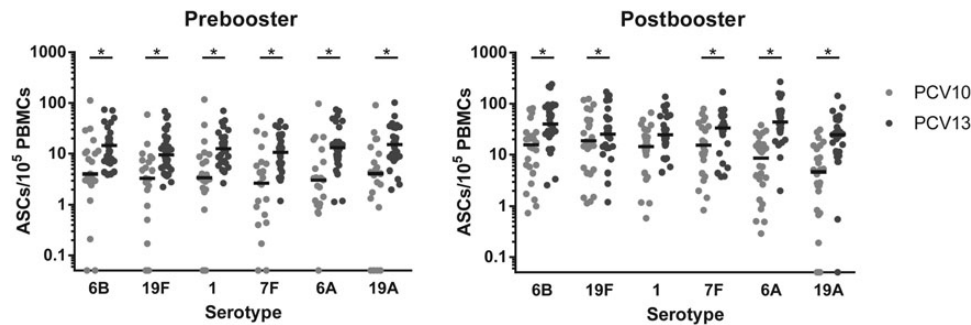 Prebooster
ASCs/10⁵ PBMCs
1000
100
10
1
0.1
* * * * * *
6B 19F 1 7F 6A 19A
Serotype
Postbooster
ASCs/10⁵ PBMCs
1000
100
10
1
0.1
* * * * *
6B 19F 1 7F 6A 19A
Serotype
PCV10
PCV13